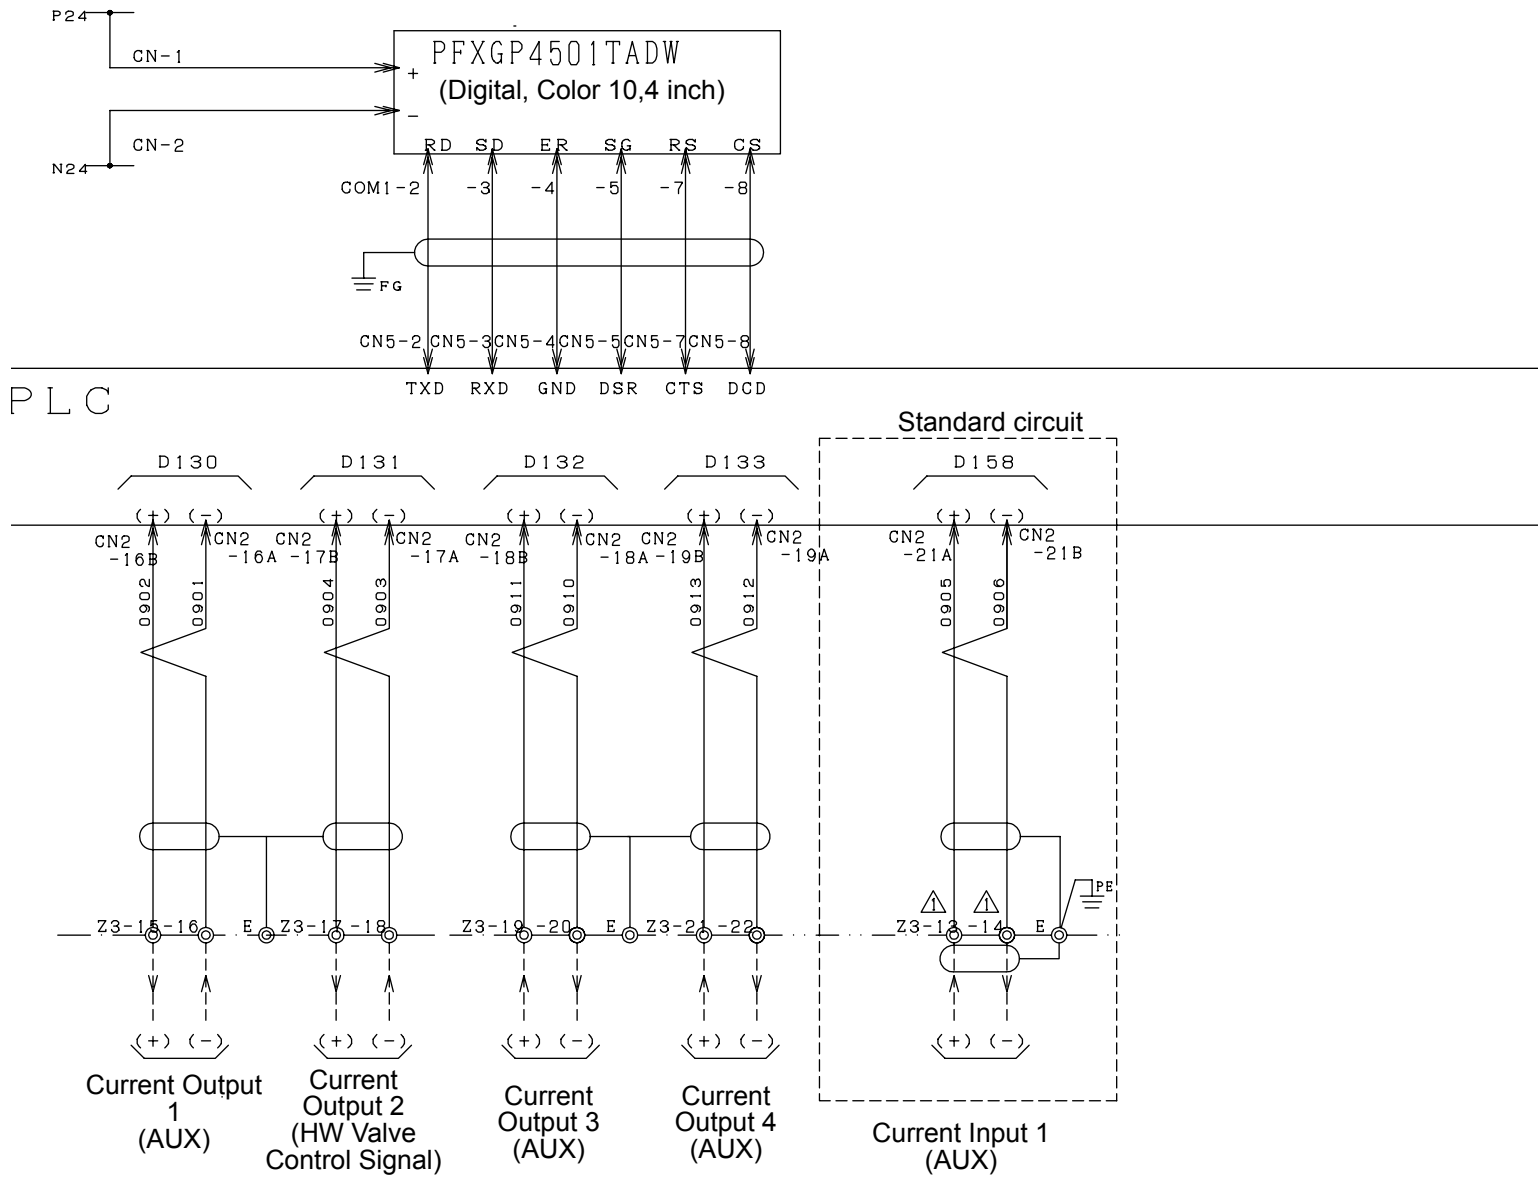 P24
CN-1
PFXGP4501TADW
+
(Digital, Color 10,4 inch)
-
CN-2
N24
RD SD ER SG RS CS
COM1-2 -3 -4 -5 -7 -8
FG
CN5-2 CN5-3 CN5-4 CN5-5 CN5-7 CN5-8
TXD RXD GND DSR CTS DCD
PLC
Standard circuit
D130 D131 D132 D133 D158
(+) (-) (+) (-) (+) (-) (+) (-) (+) (-)
CN2 CN2 CN2 CN2 CN2 CN2 CN2 CN2 CN2 CN2
-16B -16A -17B -17A -18B -18A -19B -19A -21A -21B
0902 0901 0904 0903 0911 0910 0913 0912 0905 0906
PE
1 1
Z3-15 -16 E Z3-17 -18 Z3-19 -20 E Z3-21 -22 Z3-13 -14 E
(+) (-) (+) (-) (+) (-) (+) (-) (+) (-)
Current Output
1
(AUX)
Current
Output 2
(HW Valve
Control Signal)
Current
Output 3
(AUX)
Current
Output 4
(AUX)
Current Input 1
(AUX)